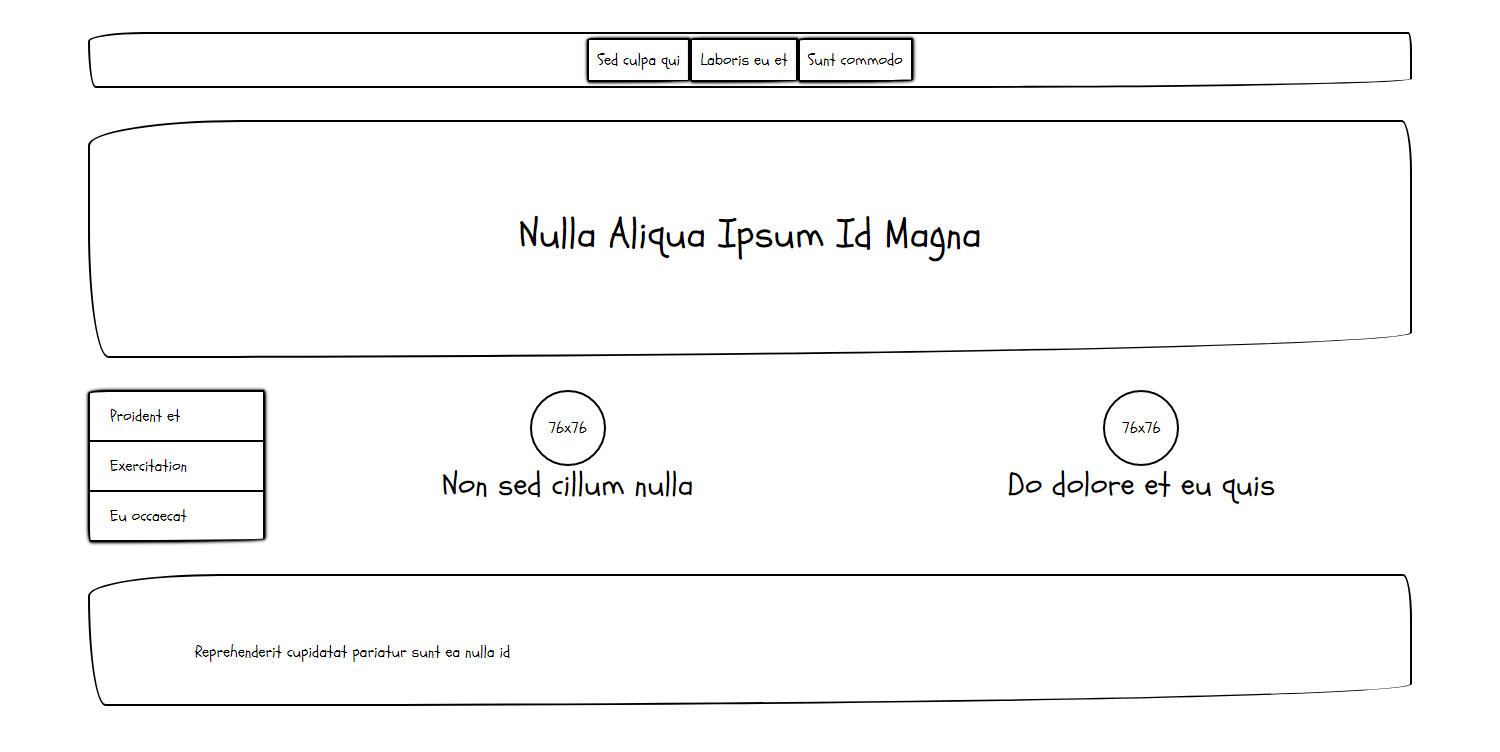 Sed culpa qui
Laboris eu et
Sunt commodo
Nulla Aliqua Ipsum Id Magna
Proident et
Exercitation
Eu occaecat
76x76
Non sed cillum nulla
76x76
Do dolore et eu quis
Reprehenderit cupidatat pariatur sunt ea nulla id